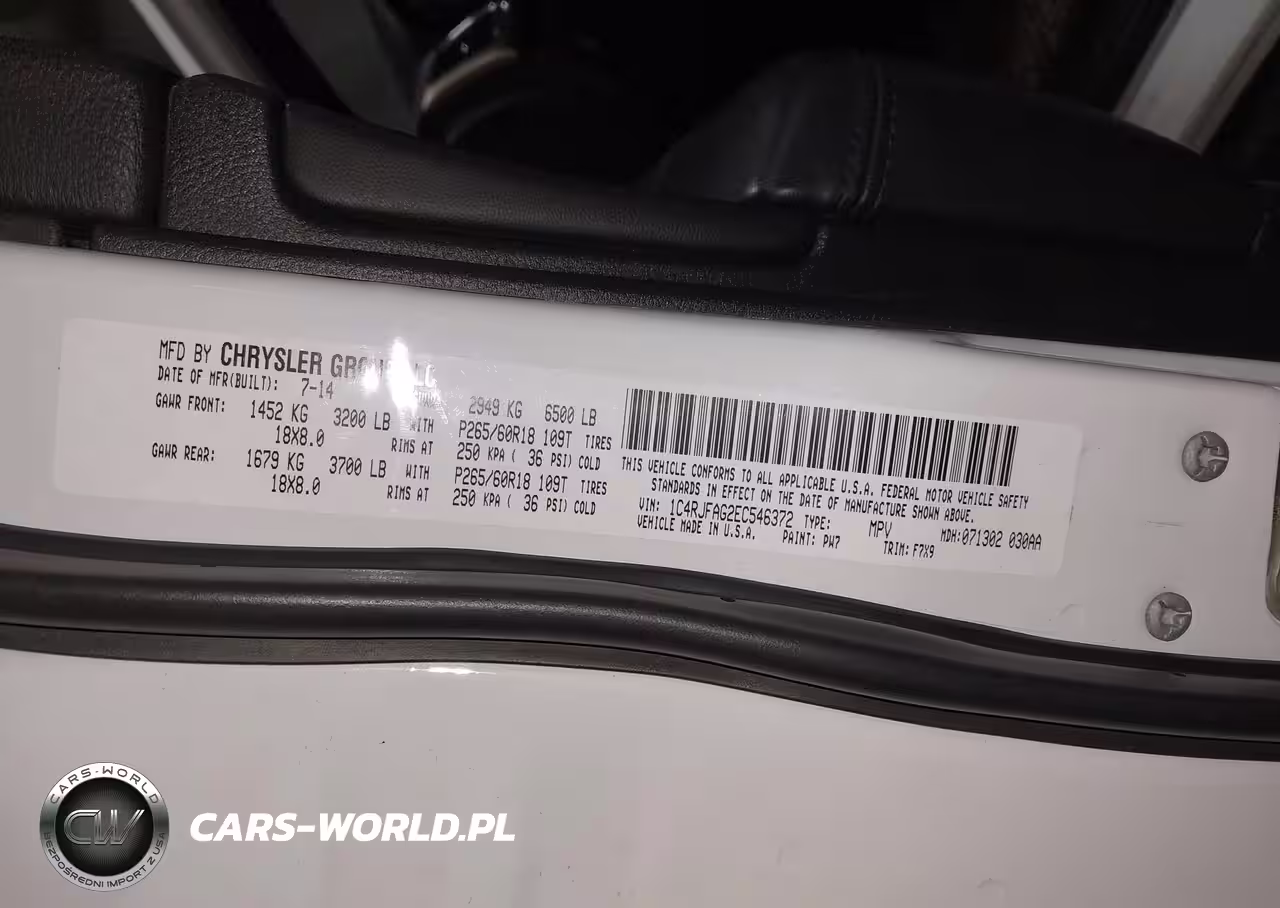 MFD BY CHRYSLER GROUP LLC
DATE OF MFR(BUILT): 7-14
2949 KG 6500 LB
GAWR FRONT: 1452 KG 3200 LB WITH P265/60R18 109T TIRES
18X8.0 RIMS AT 250 KPA ( 36 PSI) COLD
GAWR REAR: 1679 KG 3700 LB WITH P265/60R18 109T TIRES
18X8.0 RIMS AT 250 KPA ( 36 PSI) COLD
THIS VEHICLE CONFORMS TO ALL APPLICABLE U.S.A. FEDERAL MOTOR VEHICLE SAFETY
STANDARDS IN EFFECT ON THE DATE OF MANUFACTURE SHOWN ABOVE.
VIN: 1C4RJFAG2EC546372 TYPE: MPV MDH:071302 030AA
VEHICLE MADE IN U.S.A. PAINT: PW7 TRIM: F7X9
CARS-WORLD
CW
BEZPOŚREDNI IMPORT Z USA
CARS-WORLD.PL